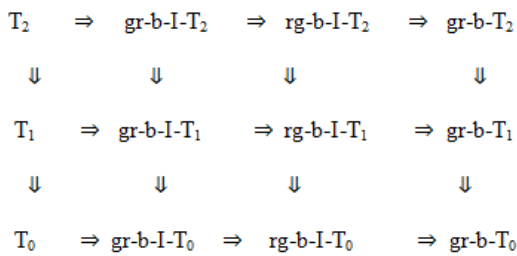 T₂ ⇒ gr-b-I-T₂ ⇒ rg-b-I-T₂ ⇒ gr-b-T₂
⇓ ⇓ ⇓ ⇓
T₁ ⇒ gr-b-I-T₁ ⇒ rg-b-I-T₁ ⇒ gr-b-T₁
⇓ ⇓ ⇓ ⇓
T₀ ⇒ gr-b-I-T₀ ⇒ rg-b-I-T₀ ⇒ gr-b-T₀